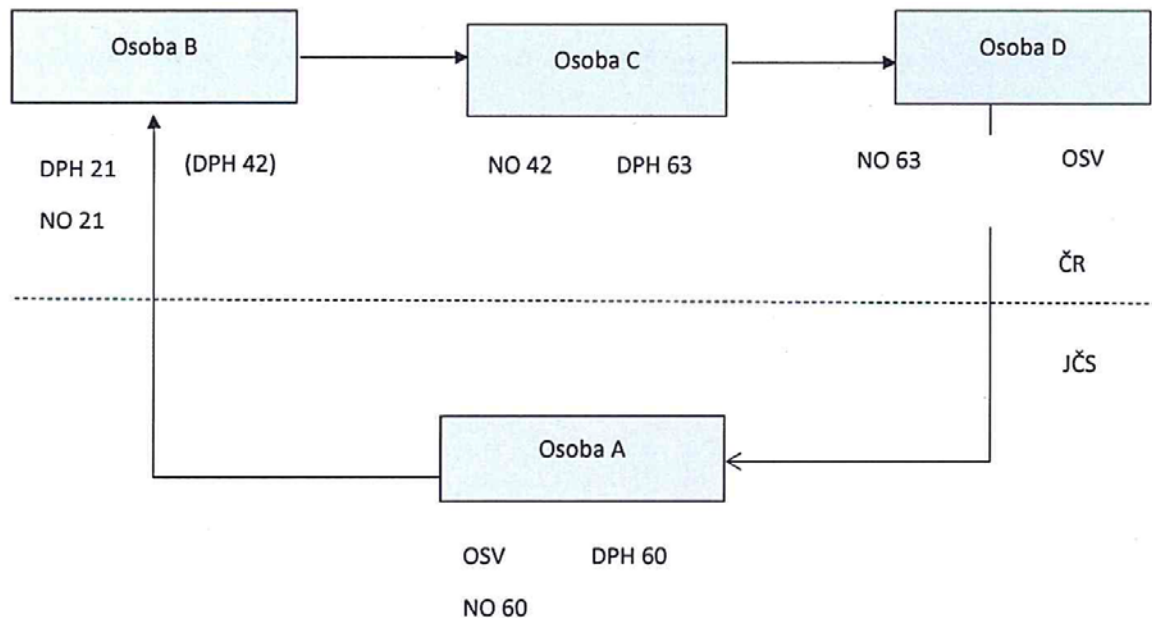 Osoba B
Osoba C
Osoba D
DPH 21 (DPH 42)
NO 21
NO 42 DPH 63
NO 63 OSV
ČR
JČS
Osoba A
OSV DPH 60
NO 60